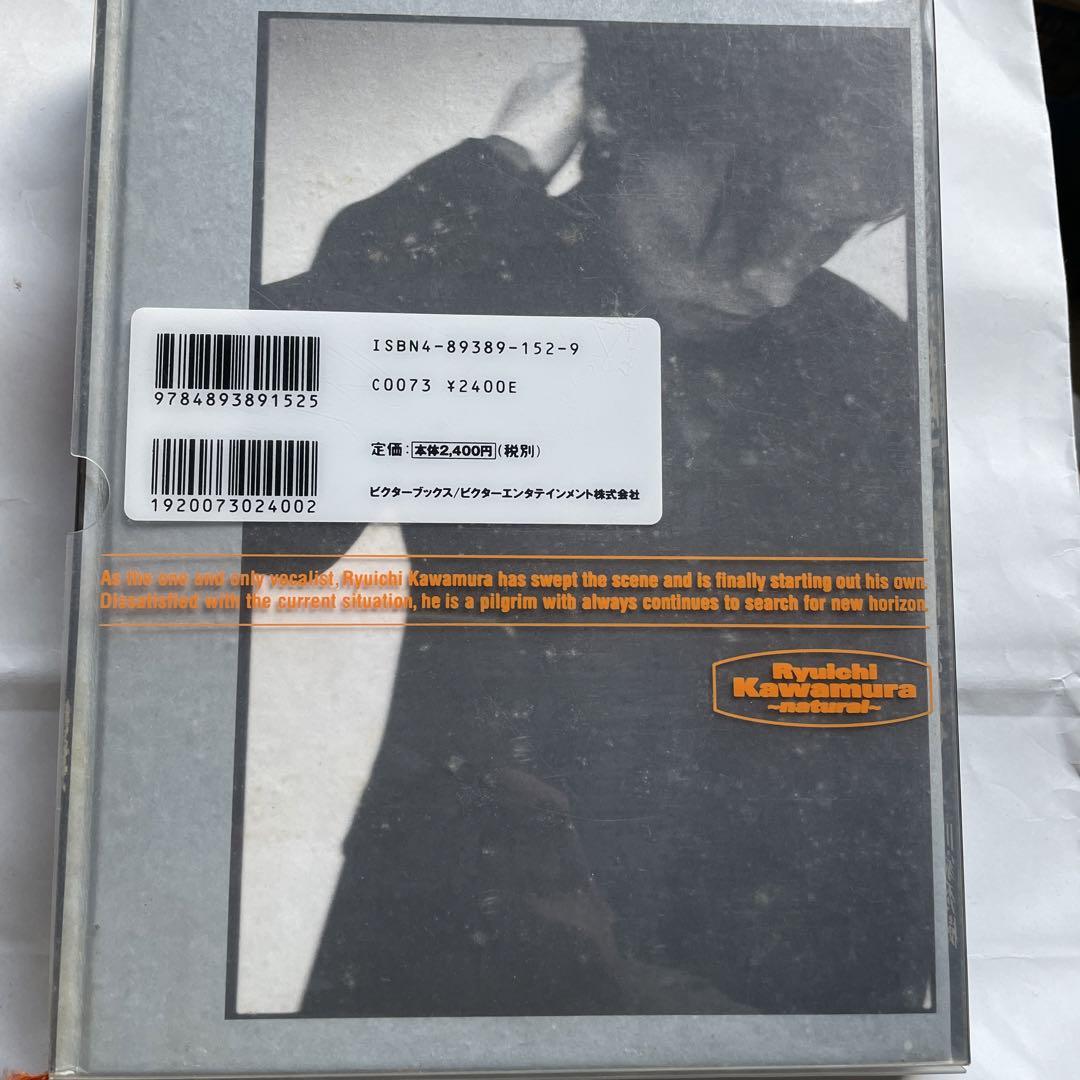 ISBN4-89389-152-9
9784893891525
C0073 ¥2400E
定価：本体2,400円(税別)
1920073024002
ビクターブックス/ビクターエンタテインメント株式会社
As the one and only vocalist, Ryuichi Kawamura has swept the scene and is finally starting out his own.
Dissatisfied with the current situation, he is a pilgrim with always continues to search for new horizon.
Ryuichi
Kawamura
~natural~